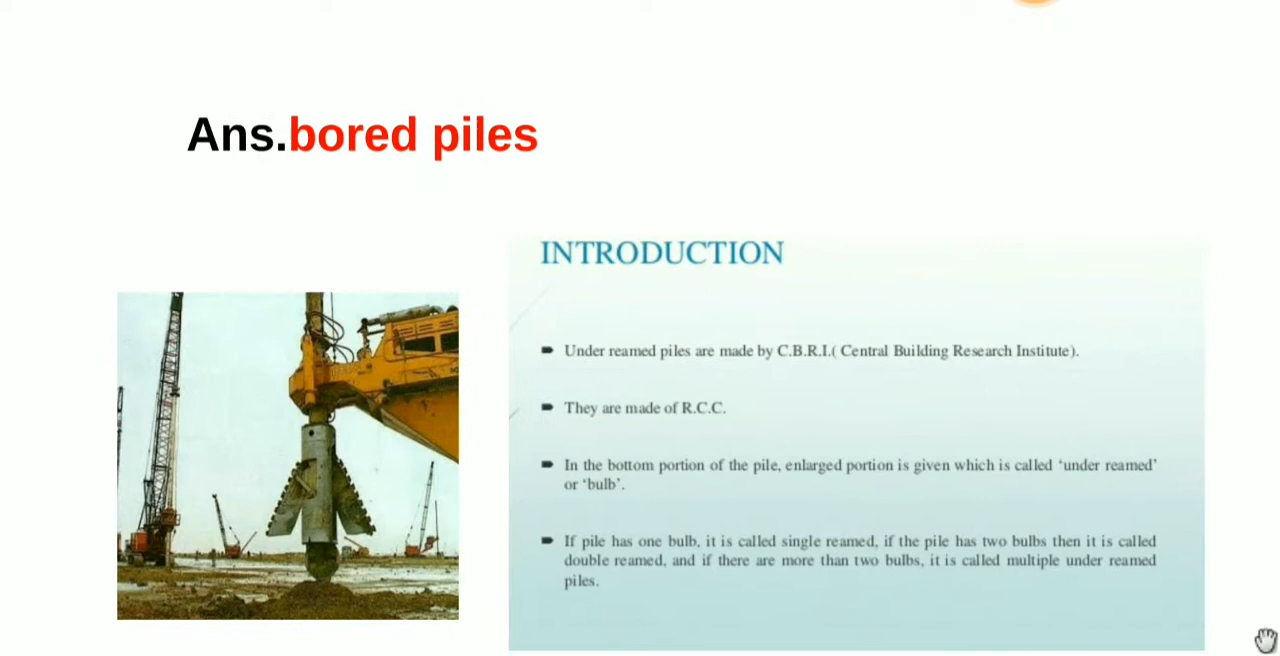 Ans.bored piles
INTRODUCTION
Under reamed piles are made by C.B.R.I.( Central Building Research Institute).
They are made of R.C.C.
In the bottom portion of the pile, enlarged portion is given which is called ‘under reamed’
or ‘bulb’.
If pile has one bulb, it is called single reamed, if the pile has two bulbs then it is called
double reamed, and if there are more than two bulbs, it is called multiple under reamed
piles.